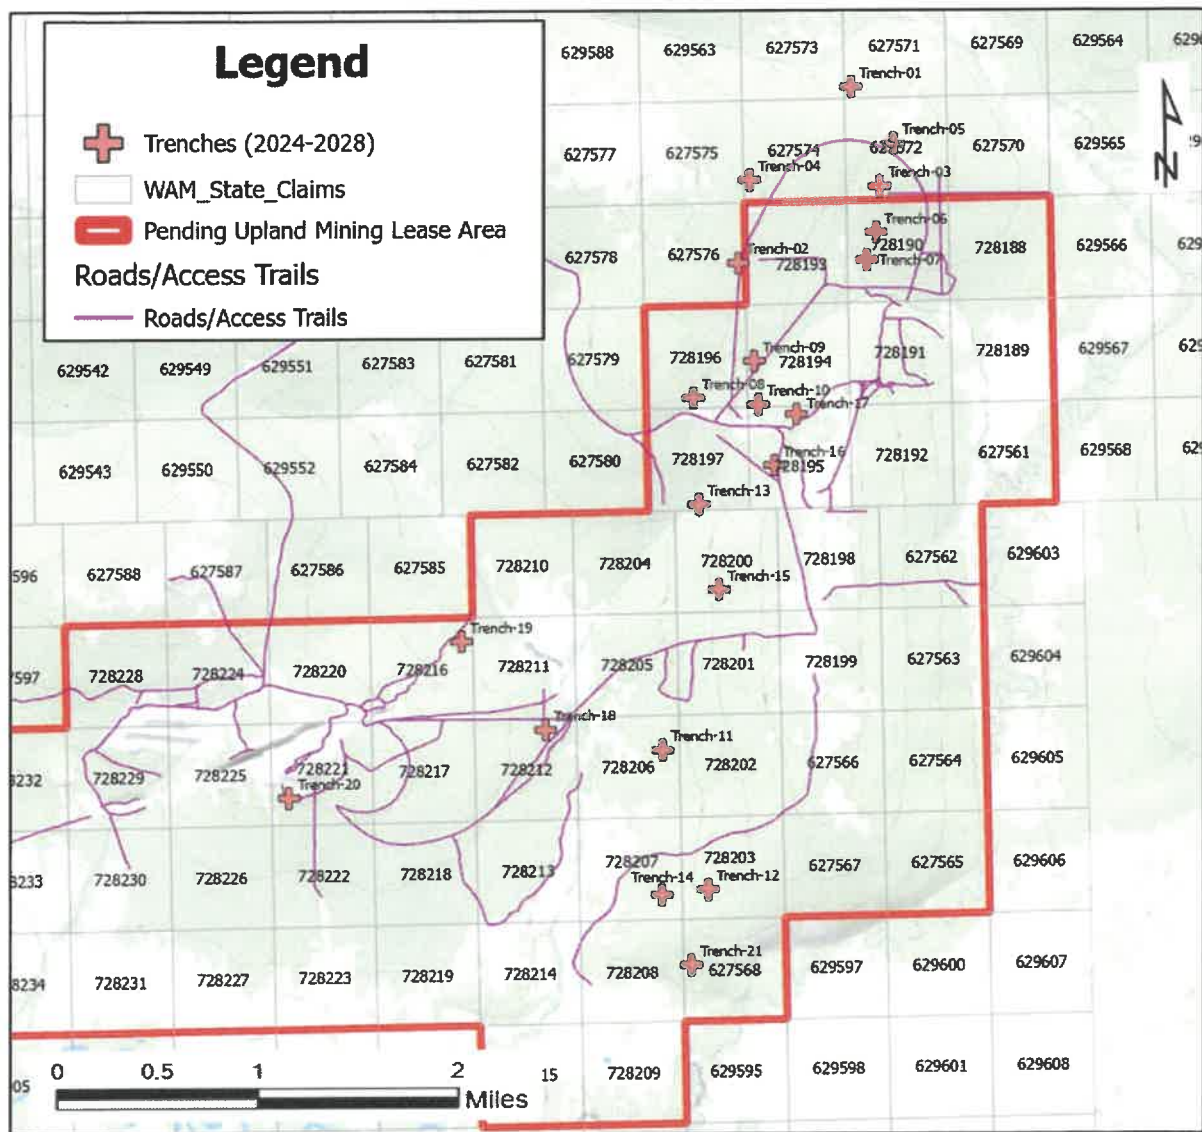 Legend
Trenches (2024-2028)
WAM_State_Claims
Pending Upland Mining Lease Area
Roads/Access Trails
Roads/Access Trails
629588 629563 627573 627571 627569 629564
Trench-01
N
Trench-05
627577 627575 627574 627572 627570 629565
Trench-04 Trench-03
Trench-06
627578 627576 Trench-02 728193 728190 728188 629566
Trench-07
629542 629549 629551 627583 627581 627579 728196 Trench-09 728194 728191 728189 629567
Trench-08 Trench-10 Trench-17
629543 629550 629552 627584 627582 627580 728197 Trench-16 728195 728192 627561 629568
Trench-13
596 627588 627587 627586 627585 728210 728204 728200 728198 627562 629603
Trench-15
Trench-19
7597 728228 728224 728220 728216 728211 728205 728201 728199 627563 629604
Trench-18 Trench-11
8232 728229 728225 728221 728217 728212 728206 728202 627566 627564 629605
Trench-20
8233 728230 728226 728222 728218 728213 728207 728203 627567 627565 629606
Trench-14 Trench-12
Trench-21
8234 728231 728227 728223 728219 728214 728208 627568 629597 629600 629607
05 15 728209 629595 629598 629601 629608
0 0.5 1 2
Miles